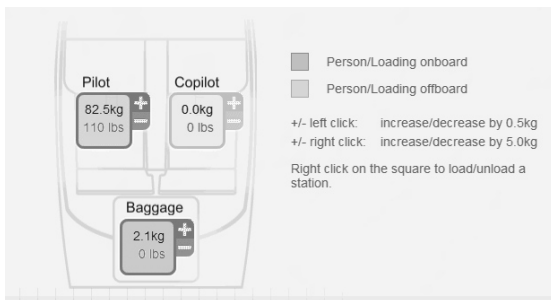 Pilot
82.5kg
110 lbs
Copilot
0.0kg
0 lbs
Baggage
2.1kg
0 lbs
Person/Loading onboard
Person/Loading offboard
+/- left click: increase/decrease by 0.5kg
+/- right click: increase/decrease by 5.0kg
Right click on the square to load/unload a
station.